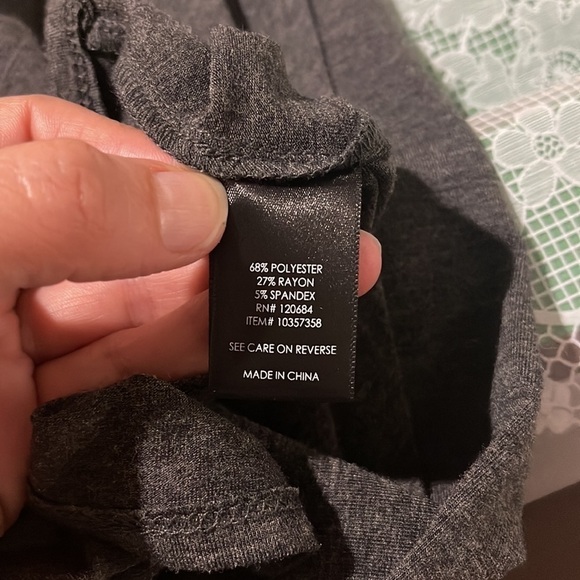 68% POLYESTER
27% RAYON
5% SPANDEX
RN# 120684
ITEM# 10357358
SEE CARE ON REVERSE
MADE IN CHINA